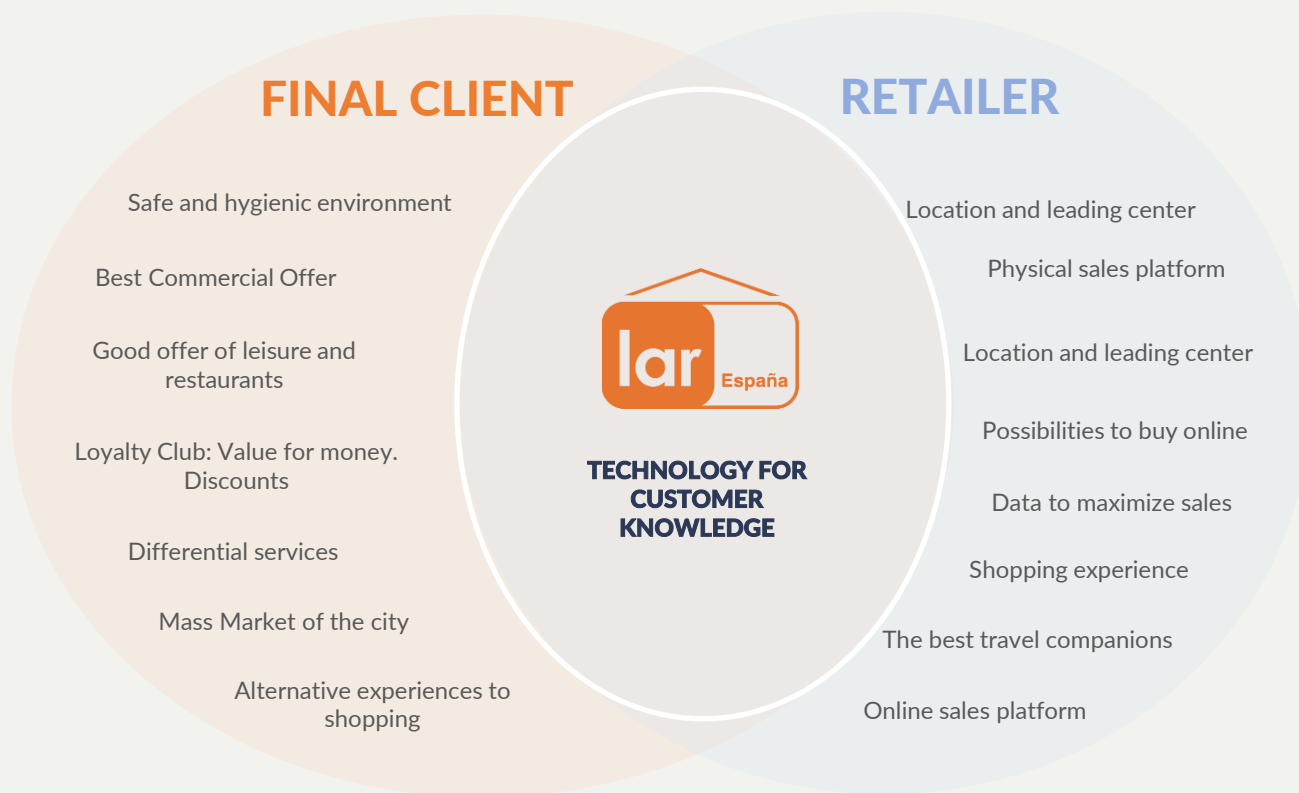 FINAL CLIENT
Safe and hygienic environment
Best Commercial Offer
Good offer of leisure and
restaurants
Loyalty Club: Value for money.
Discounts
Differential services
Mass Market of the city
Alternative experiences to
shopping
lar
España
TECHNOLOGY FOR
CUSTOMER
KNOWLEDGE
RETAILER
Location and leading center
Physical sales platform
Location and leading center
Possibilities to buy online
Data to maximize sales
Shopping experience
The best travel companions
Online sales platform